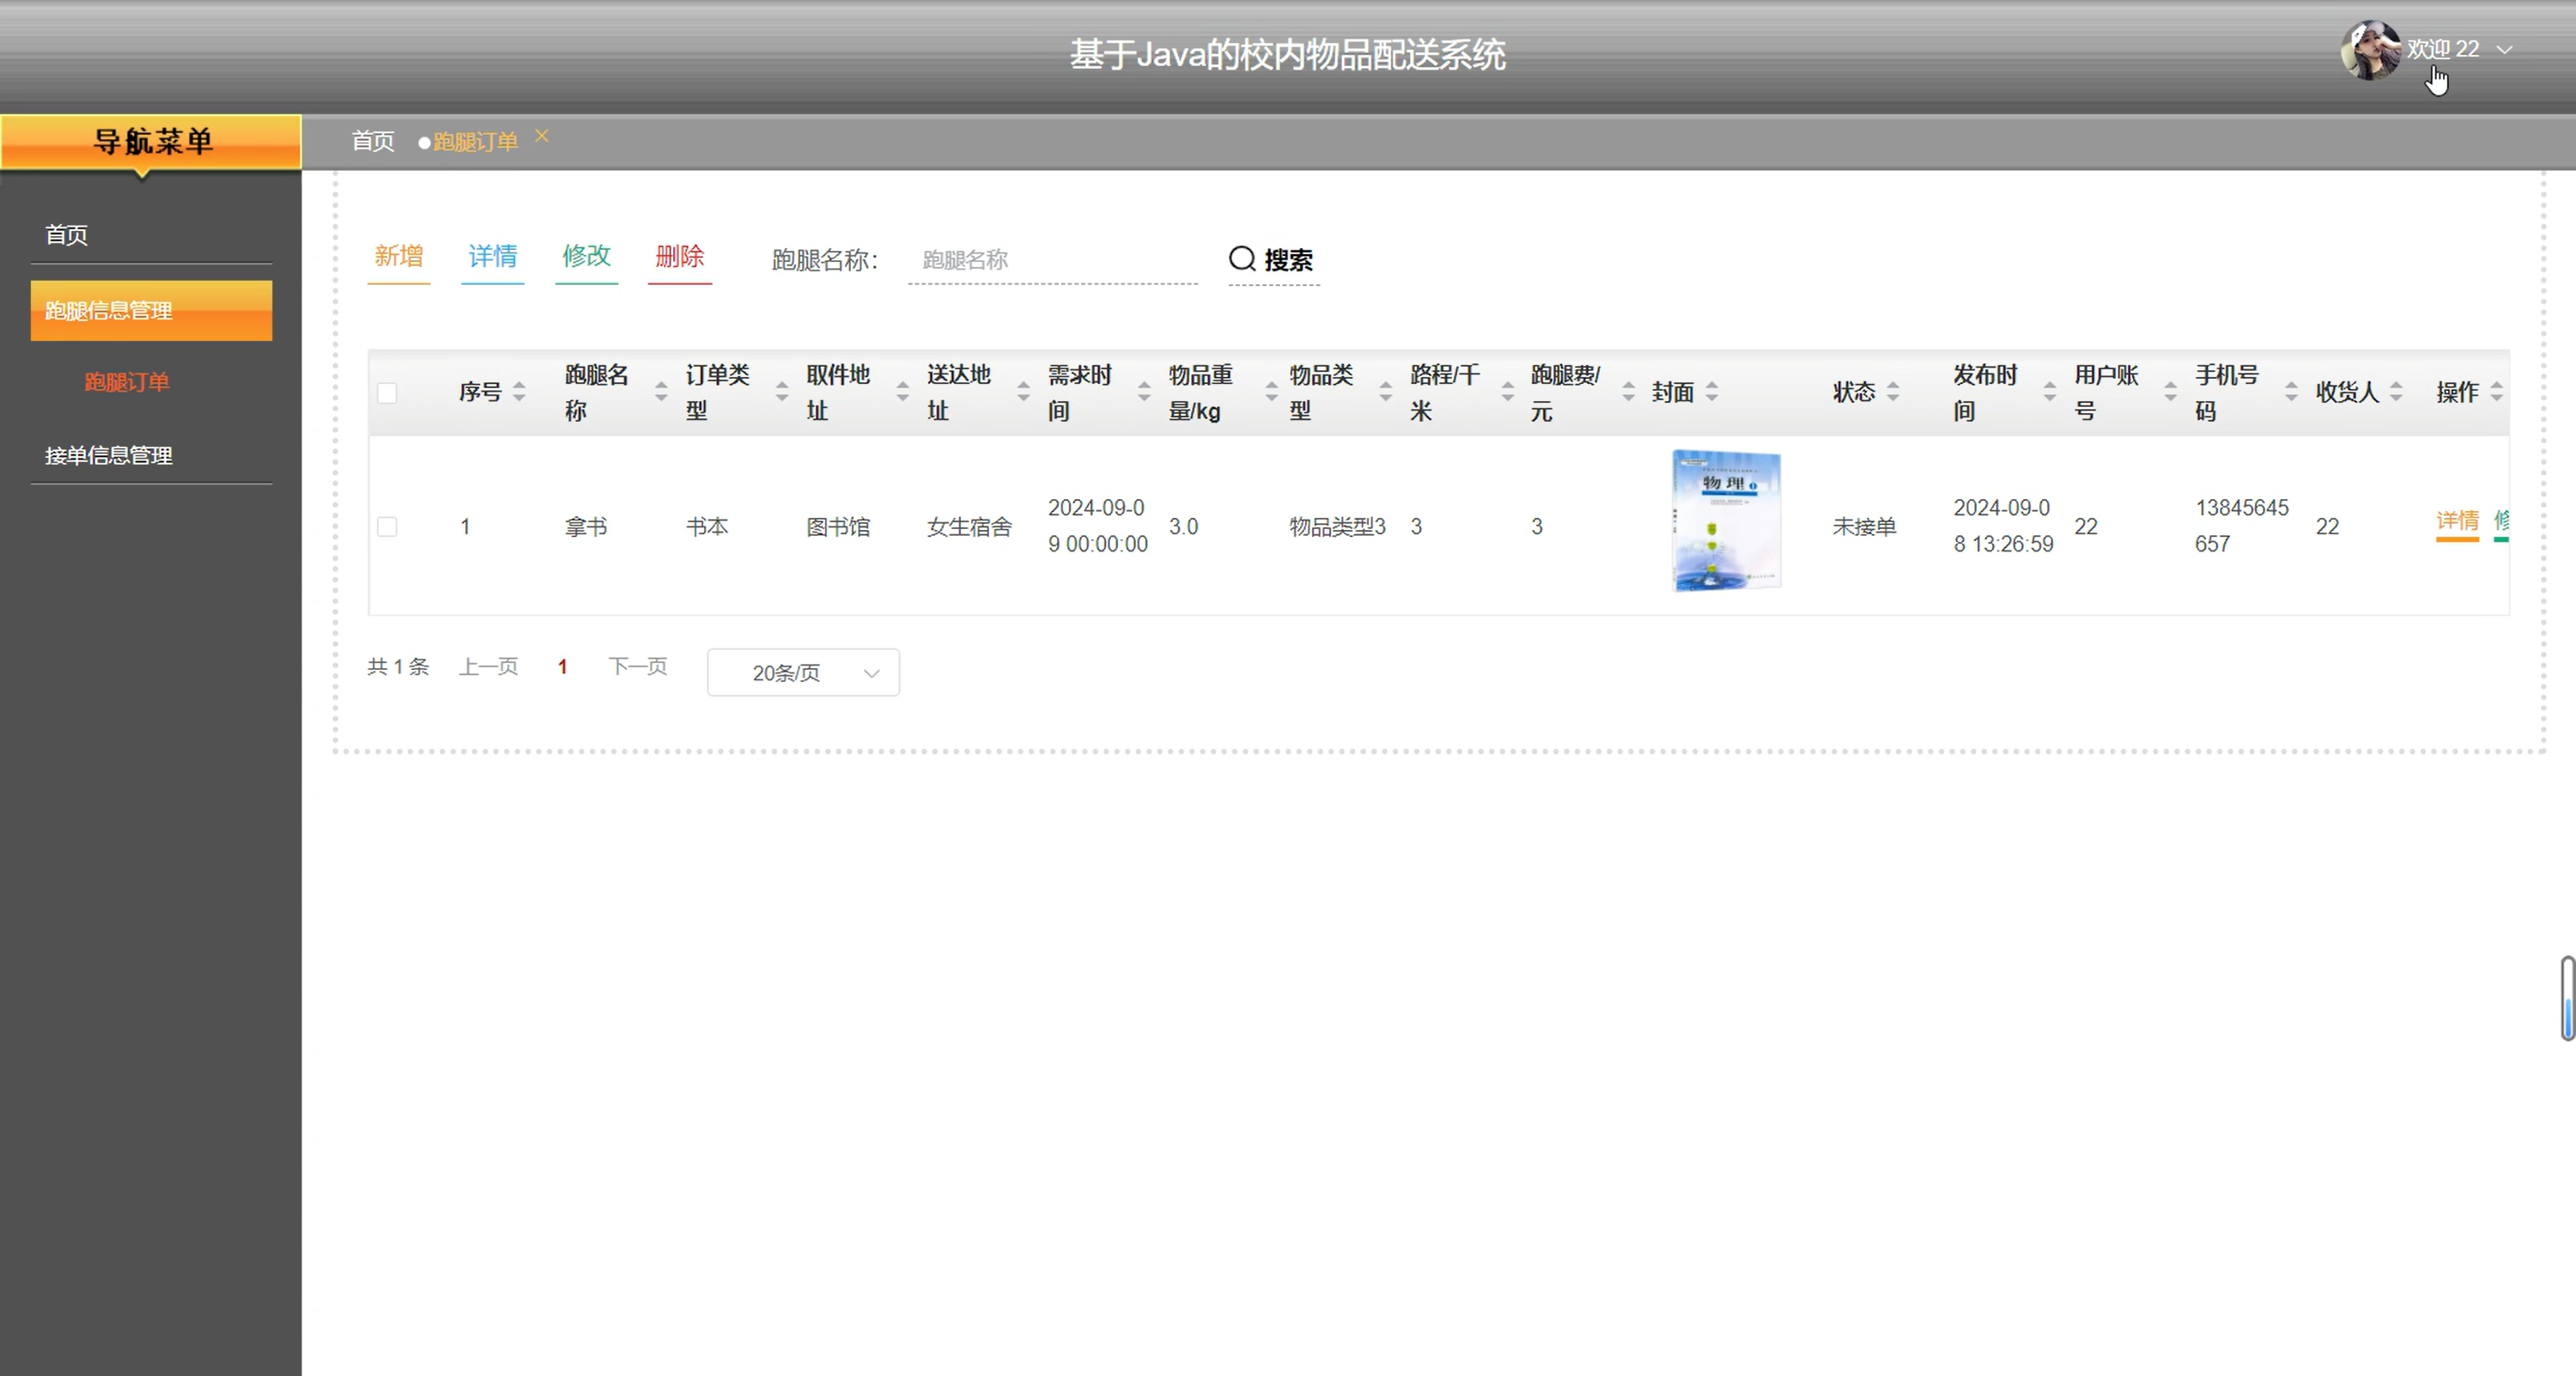 基于Java的校内物品配送系统
欢迎 22
导航菜单
首页
跑腿订单
首页
跑腿信息管理
跑腿订单
接单信息管理
新增
详情
修改
删除
跑腿名称：
跑腿名称
搜索
序号
跑腿名
称
订单类
型
取件地
址
送达地
址
需求时
间
物品重
量/kg
物品类
型
路程/千
米
跑腿费/
元
封面
状态
发布时
间
用户账
号
手机号
码
收货人
操作
1
拿书
书本
图书馆
女生宿舍
2024-09-0
9 00:00:00
3.0
物品类型3
3
3
物理
未接单
2024-09-0
8 13:26:59
22
13845645
657
22
详情
修
共 1 条
上一页
1
下一页
20条/页